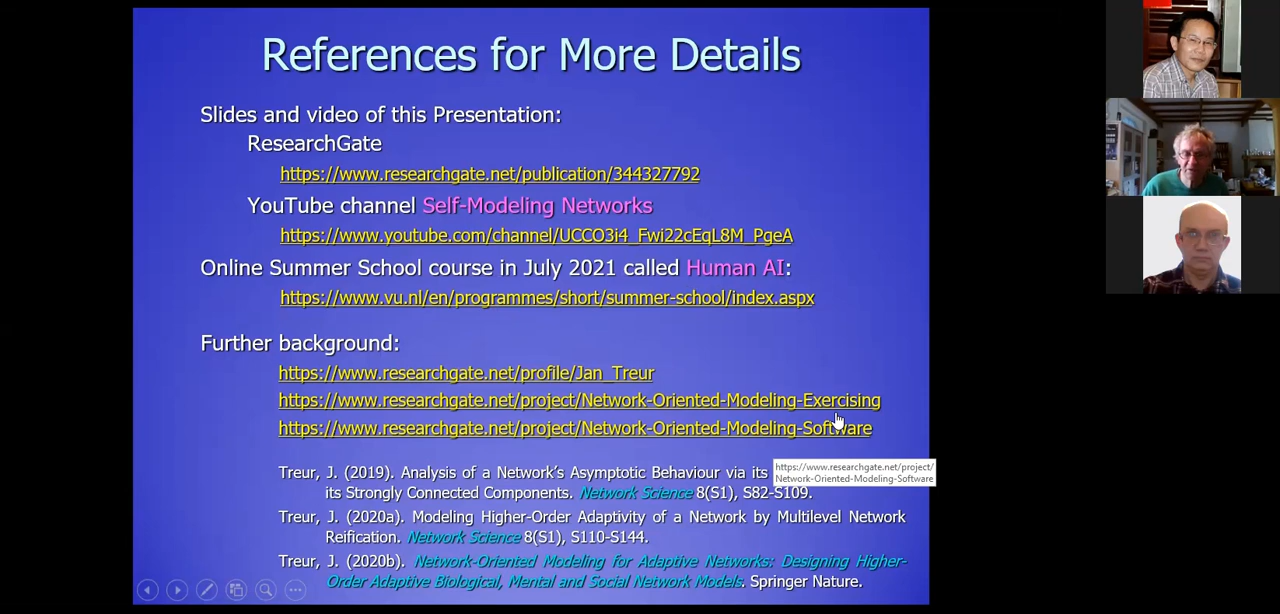 References for More Details
Slides and video of this Presentation:
ResearchGate
https://www.researchgate.net/publication/344327792
YouTube channel Self-Modeling Networks
https://www.youtube.com/channel/UCCO3i4_Fwi22cEqL8M_PgeA
Online Summer School course in July 2021 called Human AI:
https://www.vu.nl/en/programmes/short/summer-school/index.aspx
Further background:
https://www.researchgate.net/profile/Jan_Treur
https://www.researchgate.net/project/Network-Oriented-Modeling-Exercising
https://www.researchgate.net/project/Network-Oriented-Modeling-Software
Treur, J. (2019). Analysis of a Network's Asymptotic Behaviour via its
its Strongly Connected Components. Network Science 8(S1), S82-S109.
https://www.researchgate.net/project/
Network-Oriented-Modeling-Software
Treur, J. (2020a). Modeling Higher-Order Adaptivity of a Network by Multilevel Network
Reification. Network Science 8(S1), S110-S144.
Treur, J. (2020b). Network-Oriented Modeling for Adaptive Networks: Designing Higher-
Order Adaptive Biological, Mental and Social Network Models. Springer Nature.